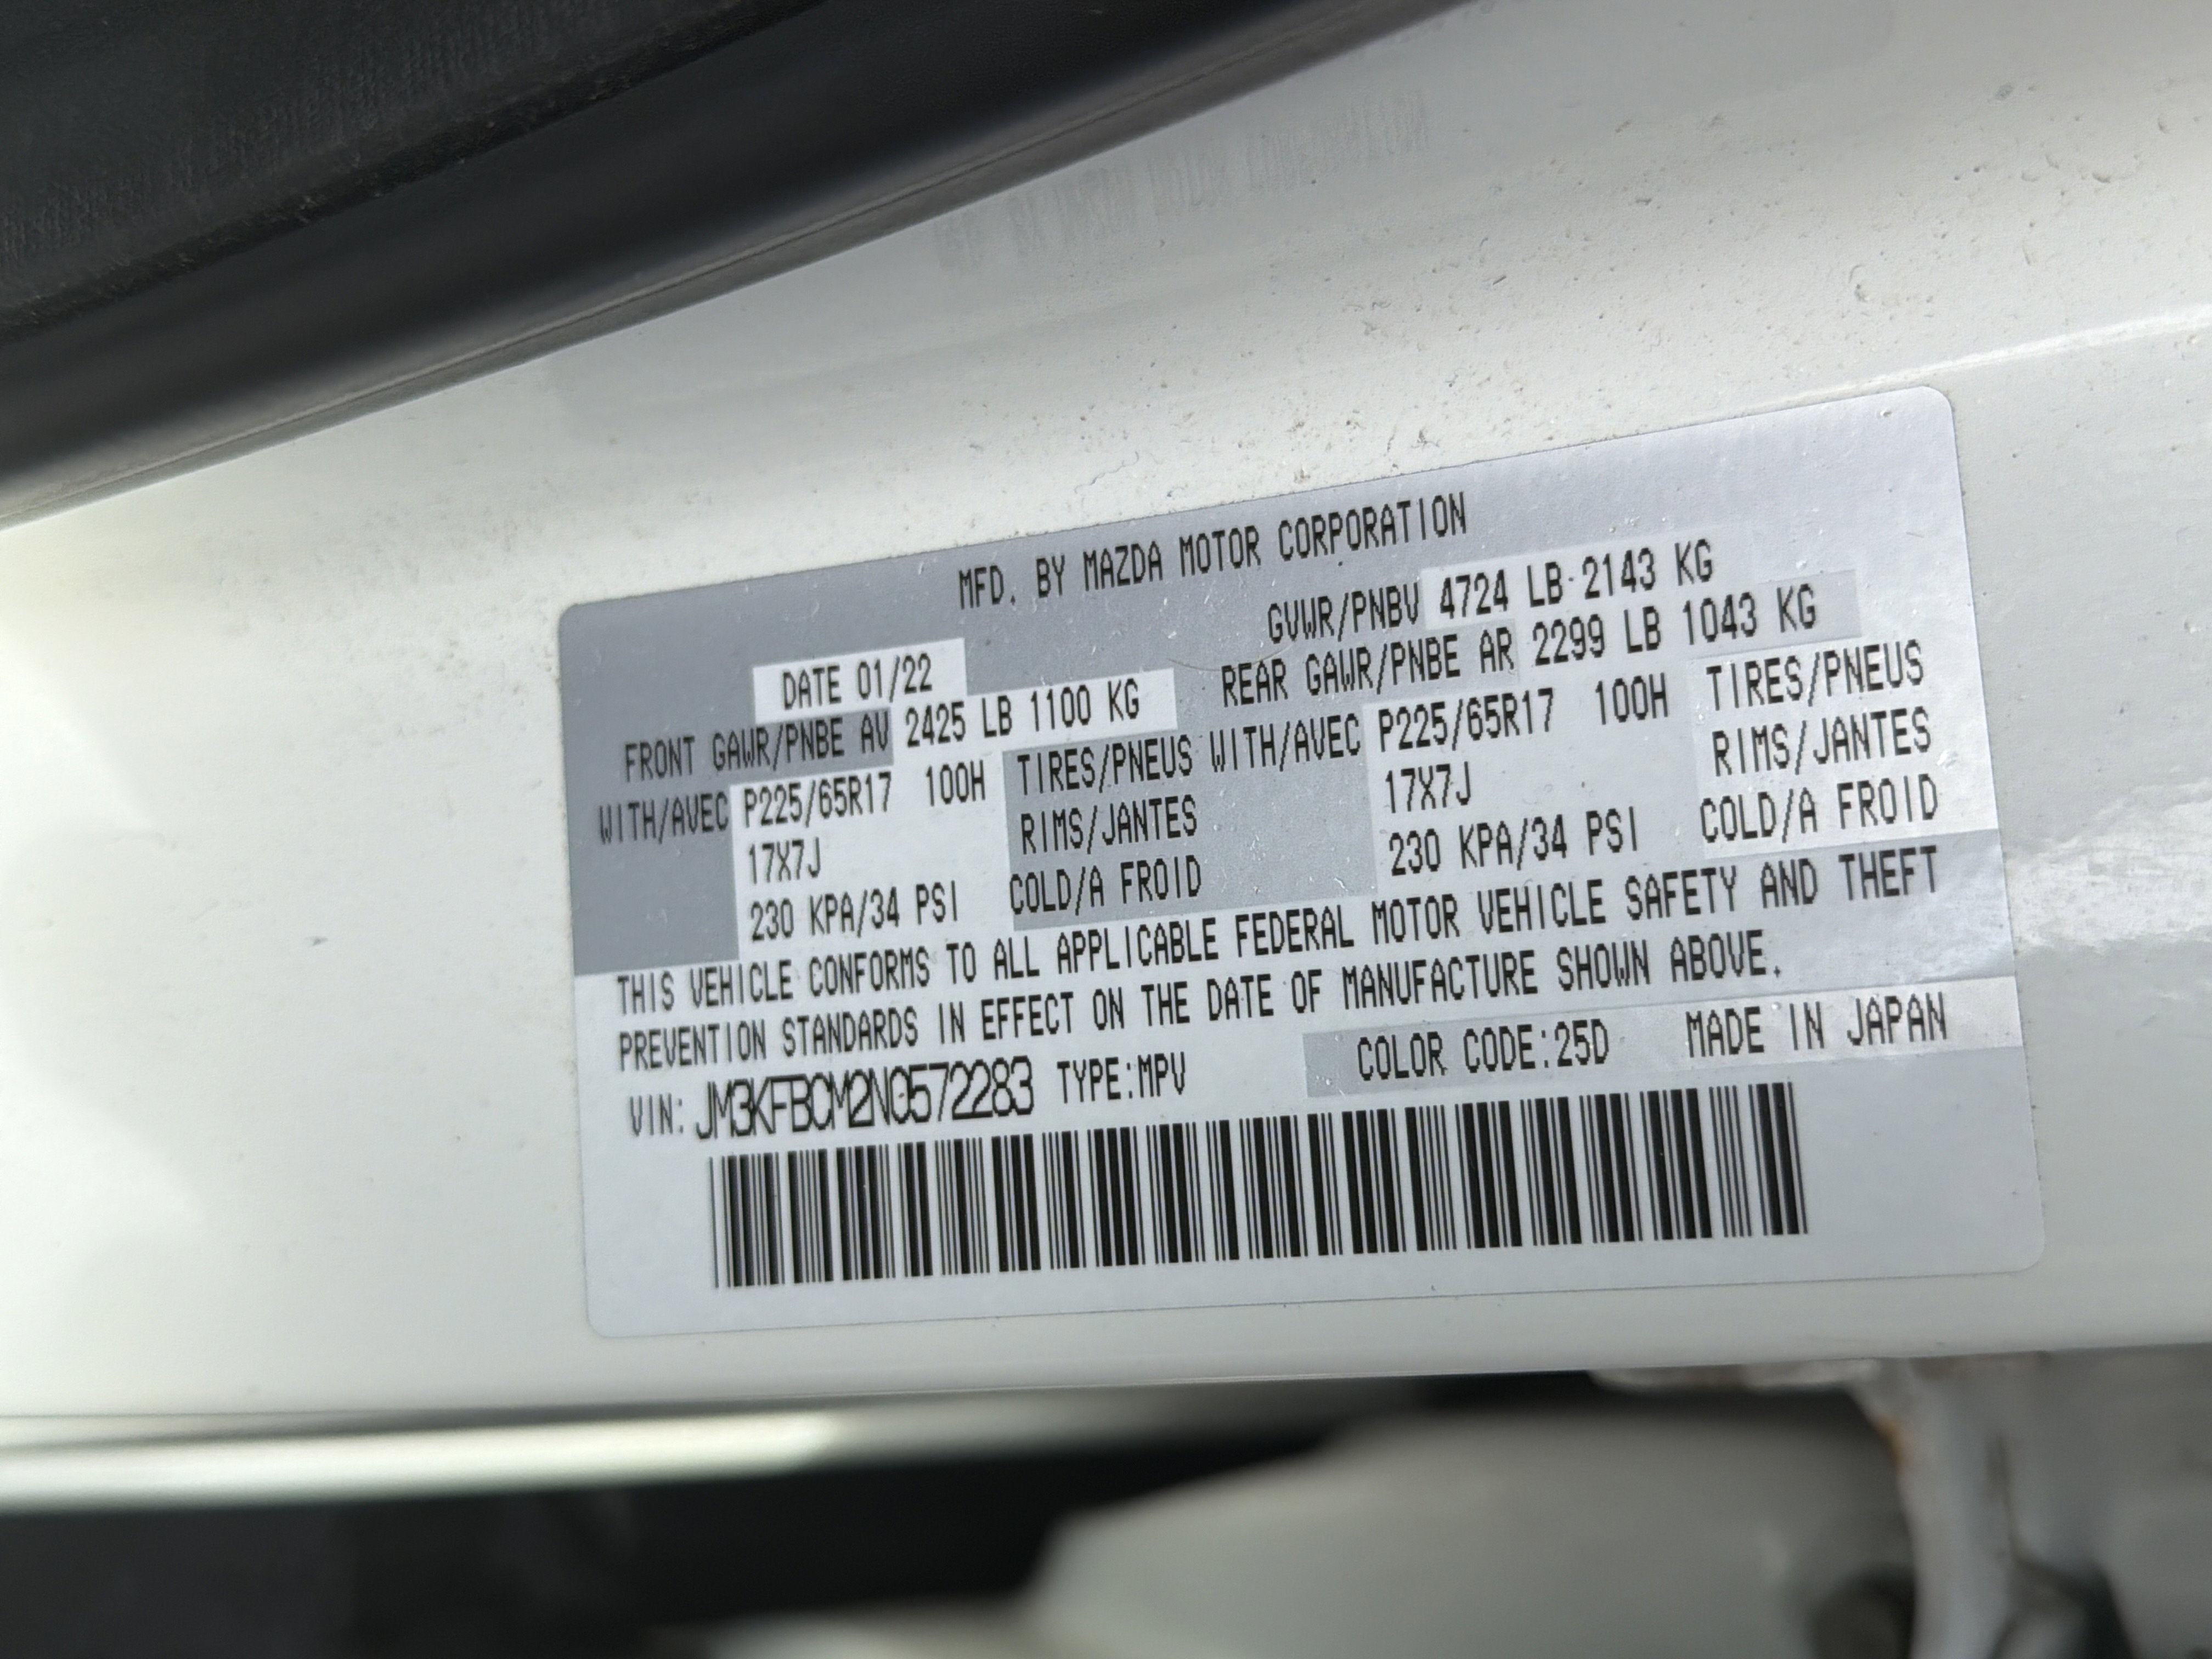 MFD. BY MAZDA MOTOR CORPORATION
DATE 01/22 GVWR/PNBV 4724 LB 2143 KG
FRONT GAWR/PNBE AV 2425 LB 1100 KG REAR GAWR/PNBE AR 2299 LB 1043 KG
WITH/AVEC P225/65R17 100H TIRES/PNEUS WITH/AVEC P225/65R17 100H TIRES/PNEUS
17X7J RIMS/JANTES 17X7J RIMS/JANTES
230 KPA/34 PSI COLD/A FROID 230 KPA/34 PSI COLD/A FROID
THIS VEHICLE CONFORMS TO ALL APPLICABLE FEDERAL MOTOR VEHICLE SAFETY AND THEFT
PREVENTION STANDARDS IN EFFECT ON THE DATE OF MANUFACTURE SHOWN ABOVE.
VIN: JM3KFBCM2N0572283 TYPE:MPV COLOR CODE:25D MADE IN JAPAN